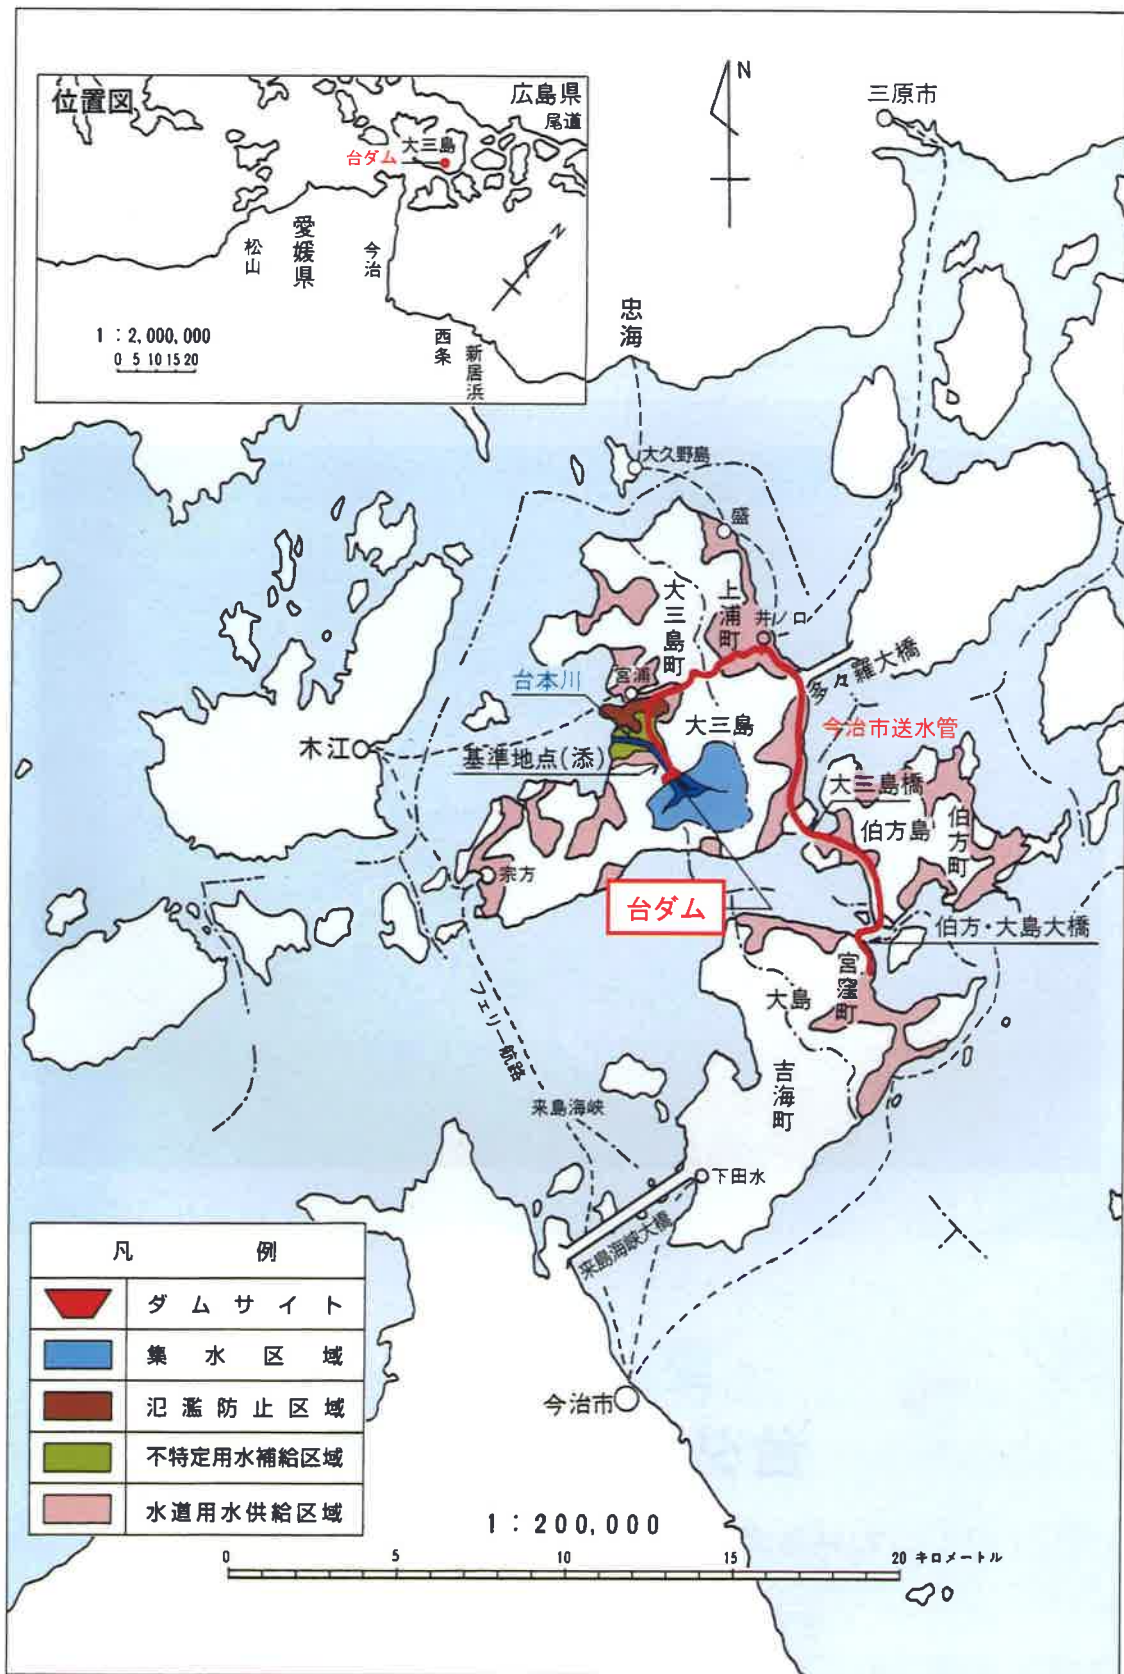 位置図
広島県
尾道
大三島
台ダム
愛媛県
松山
今治
西条
新居浜
N
1 : 2,000,000
0 5 10 15 20
N
三原市
忠海
大久野島
盛
上浦町
大三島町
井ノ口
多々羅大橋
宮浦
台本川
大三島
今治市送水管
木江
基準地点(添)
大三島橋
伯方島
伯方町
宗方
台ダム
伯方・大島大橋
宮窪町
大島
フェリー航路
吉海町
来島海峡
下田水
来島海峡大橋
今治市
凡例
ダムサイト
集水区域
氾濫防止区域
不特定用水補給区域
水道用水供給区域
1 : 200,000
0 5 10 15 20 キロメートル